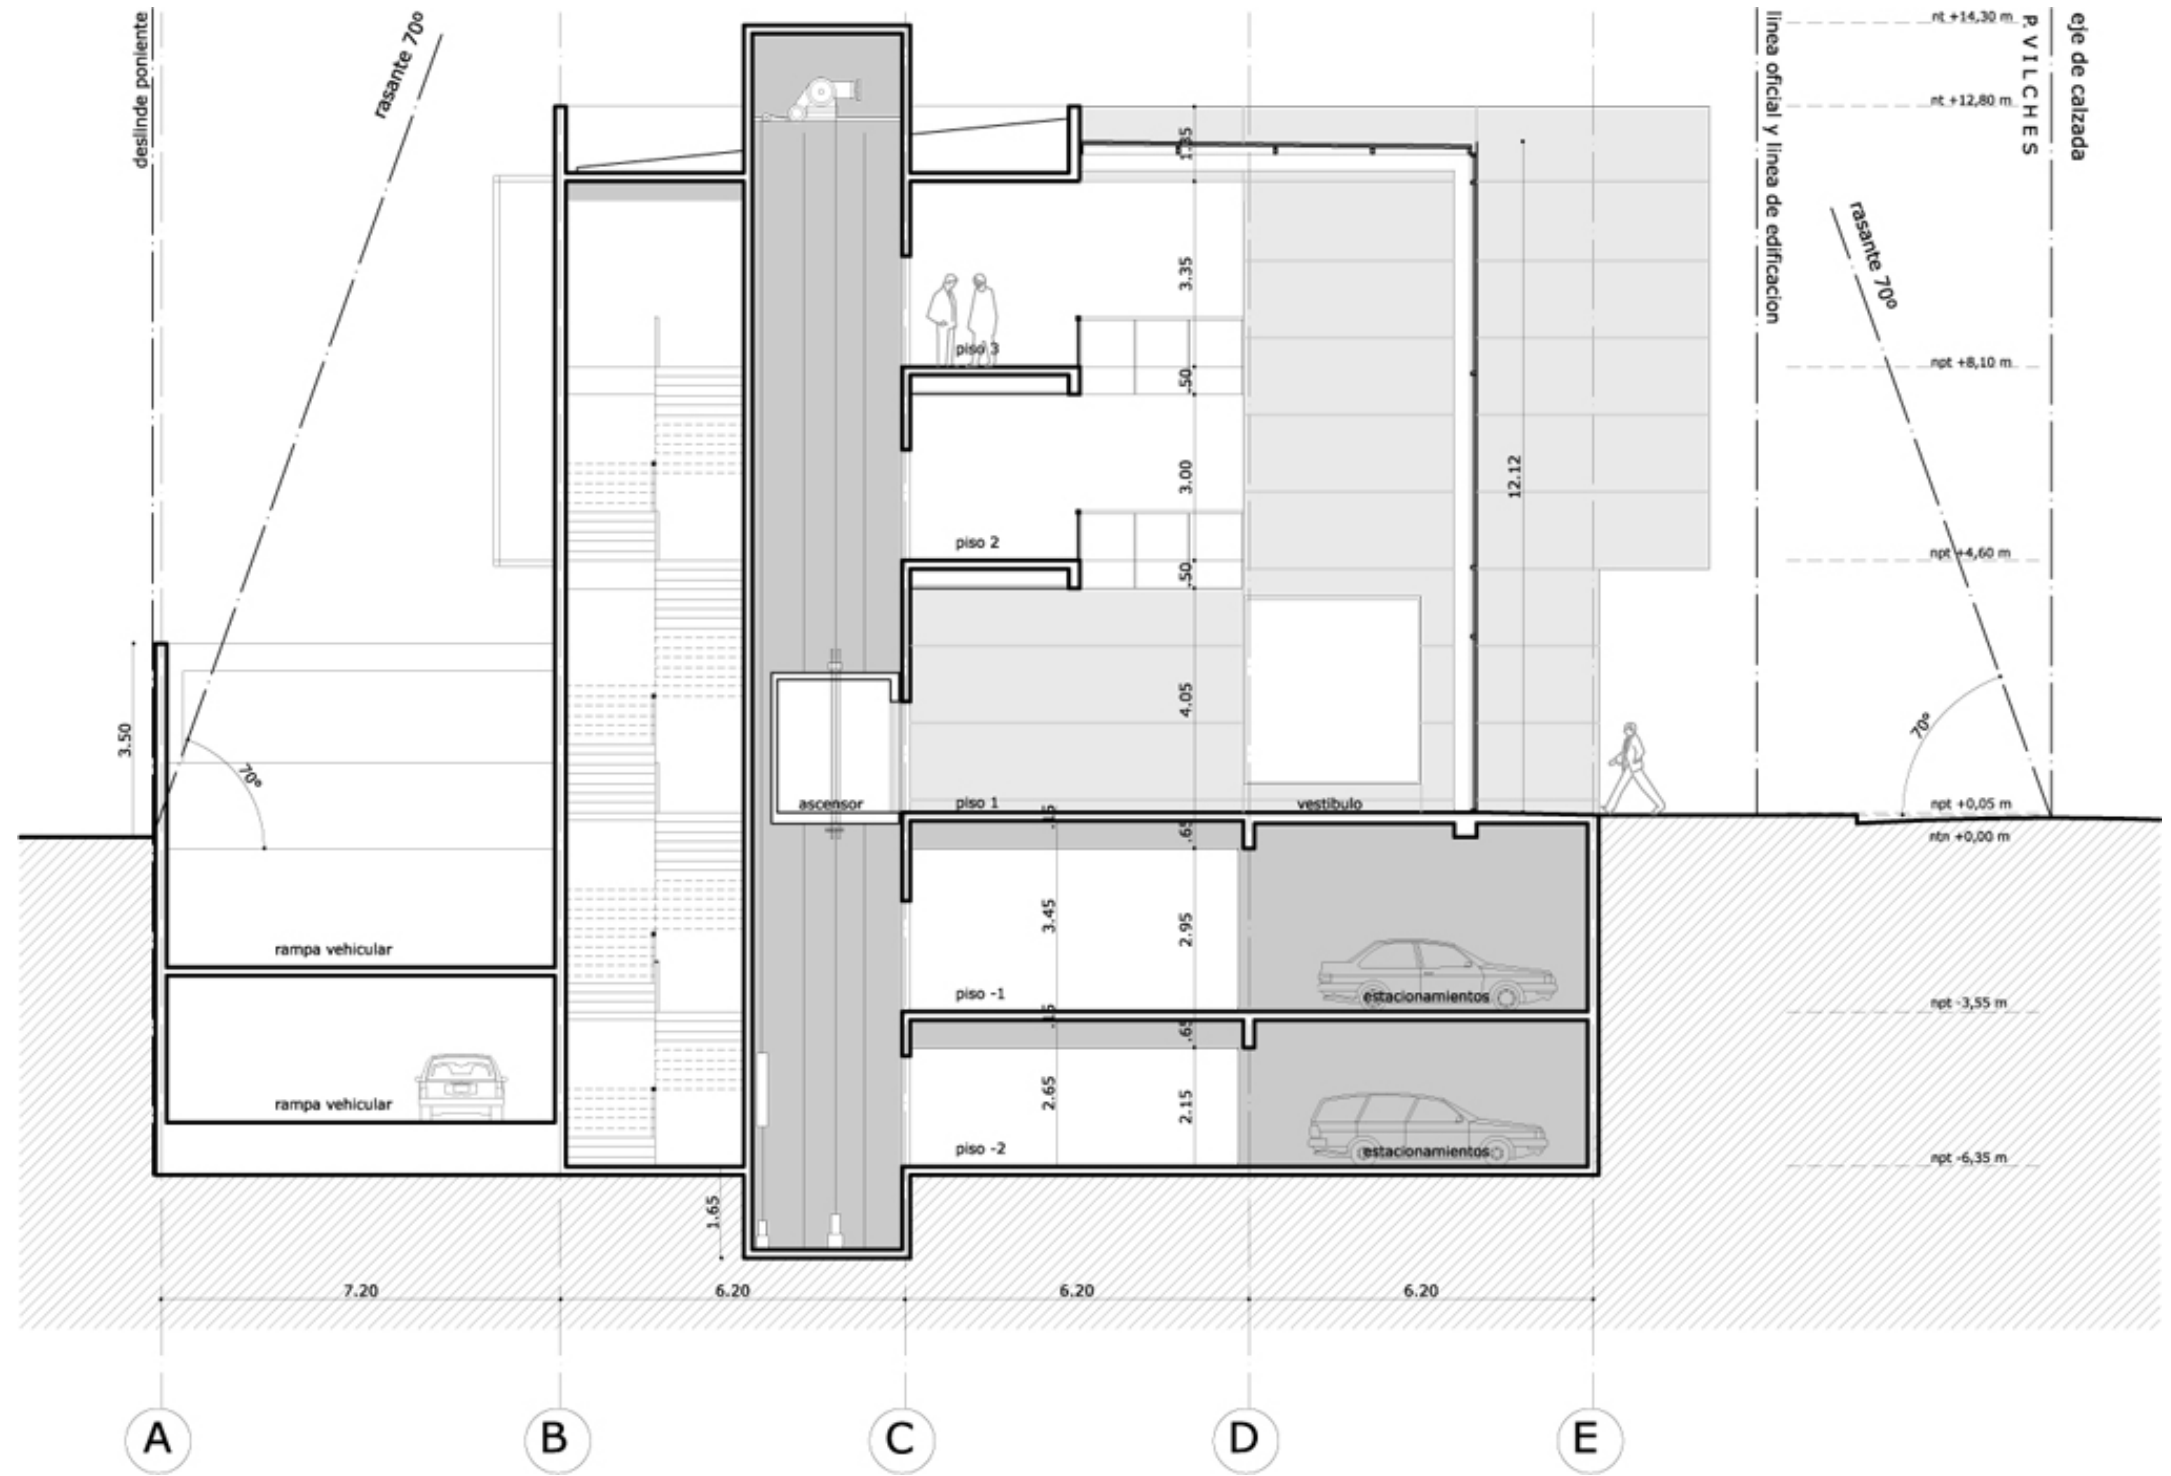 deslinde poniente
rasante 70º
linea oficial y linea de edificacion
nt +14,30 m
P. VILCHES
eje de calzada
nt +12,80 m
1.35
rasante 70º
3.35
piso 3
npt +8,10 m
.50
12.12
3.00
piso 2
npt +4,60 m
.50
4.05
3.50
70º
70º
ascensor
piso 1
vestibulo
npt +0,05 m
.15
.65
ntn +0,00 m
3.45
2.95
rampa vehicular
piso -1
estacionamientos
npt -3,55 m
.15
.65
2.65
2.15
rampa vehicular
piso -2
estacionamientos
npt -6,35 m
1.65
7.20
6.20
6.20
6.20
A
B
C
D
E